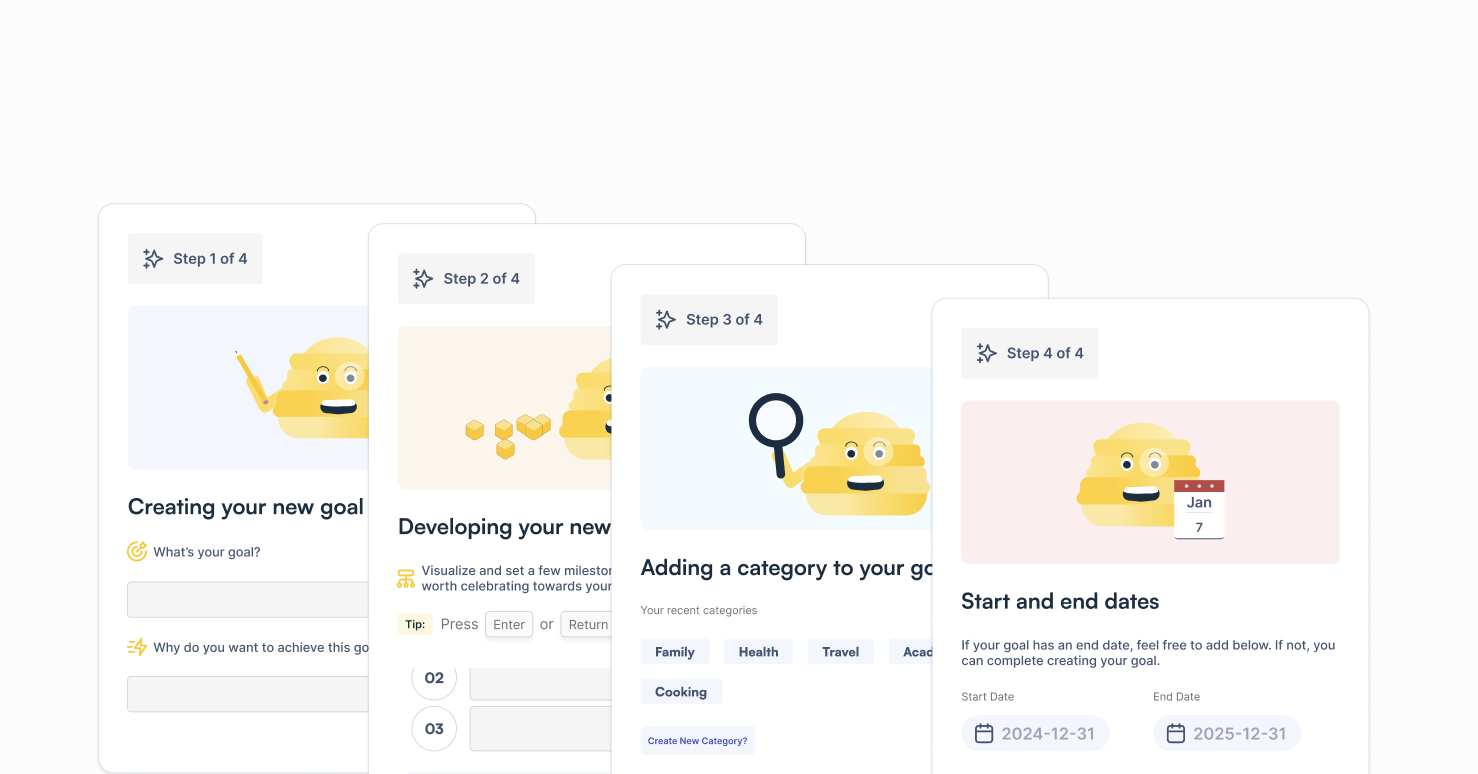 Step 1 of 4
Creating your new goal
What's your goal?
Why do you want to achieve this go
Step 2 of 4
Developing your new
Visualize and set a few mileston
worth celebrating towards your
Tip: Press Enter or Return
02
03
Step 3 of 4
Adding a category to your go
Your recent categories
Family Health Travel Acad
Cooking
Create New Category?
Step 4 of 4
Jan
7
Start and end dates
If your goal has an end date, feel free to add below. If not, you
can complete creating your goal.
Start Date End Date
2024-12-31 2025-12-31